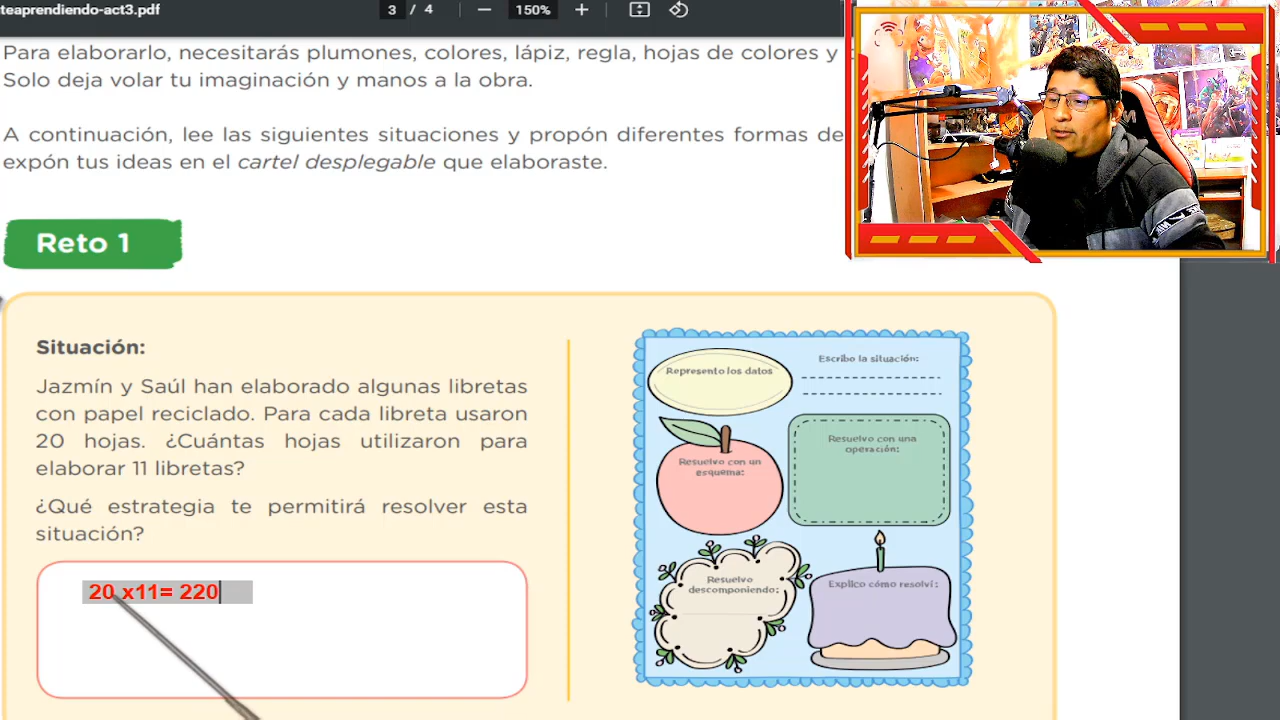 teaprendiendo-act3.pdf
3 / 4
150%
Para elaborarlo, necesitarás plumones, colores, lápiz, regla, hojas de colores y
Solo deja volar tu imaginación y manos a la obra.
A continuación, lee las siguientes situaciones y propón diferentes formas de
expón tus ideas en el cartel desplegable que elaboraste.
Reto 1
Situación:
Jazmín y Saúl han elaborado algunas libretas
con papel reciclado. Para cada libreta usaron
20 hojas. ¿Cuántas hojas utilizaron para
elaborar 11 libretas?
¿Qué estrategia te permitirá resolver esta
situación?
20 x11= 220
Represento los datos
Escribo la situación:
Resuelvo con un
esquema:
Resuelvo con una
operación:
Resuelvo
descomponiendo:
Explico cómo resolví: